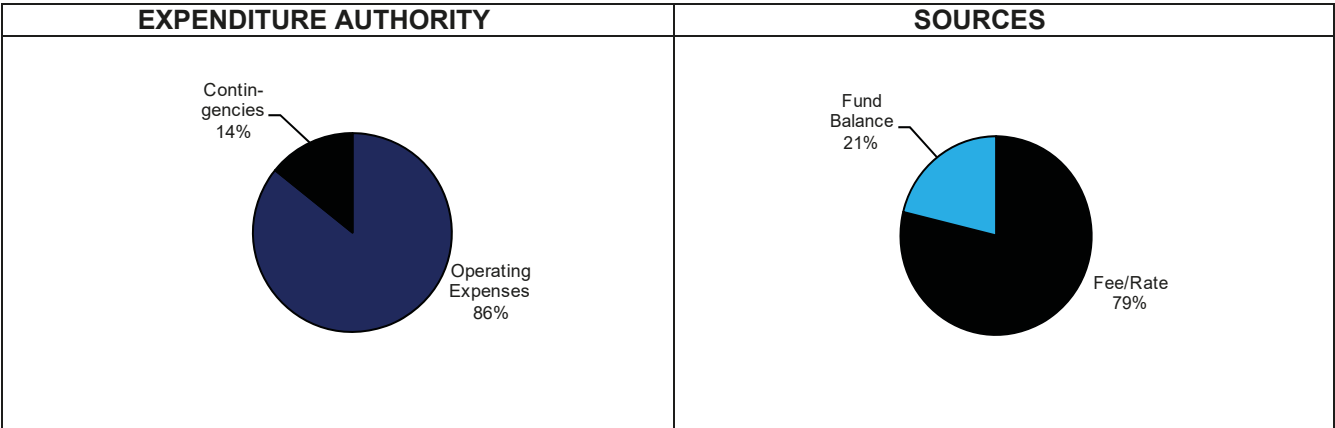 EXPENDITURE AUTHORITY
Contin-
gencies
14%
Operating
Expenses
86%
SOURCES
Fund
Balance
21%
Fee/Rate
79%